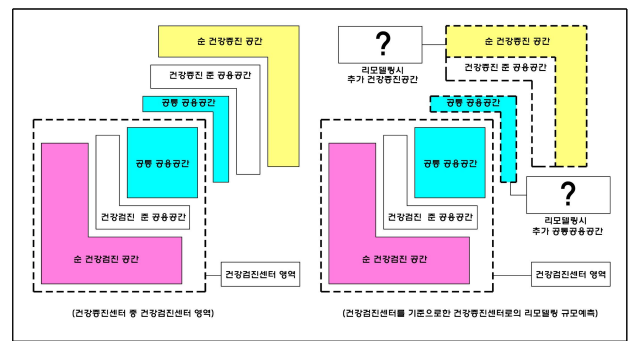 순 건강증진 공간
건강증진 준 공용공간
공통 공용공간
공통 공용공간
건강검진 준 공용공간
순 건강검진 공간
건강검진센터 영역
(건강증진센터 중 건강검진센터 영역)
?
리모델링시
추가 건강증진공간
순 건강증진 공간
건강증진 준 공용공간
공통 공용공간
공통 공용공간
건강검진 준 공용공간
?
리모델링시
추가 공통공용공간
순 건강검진 공간
건강검진센터 영역
(건강검진센터를 기준으로한 건강증진센터로의 리모델링 규모예측)